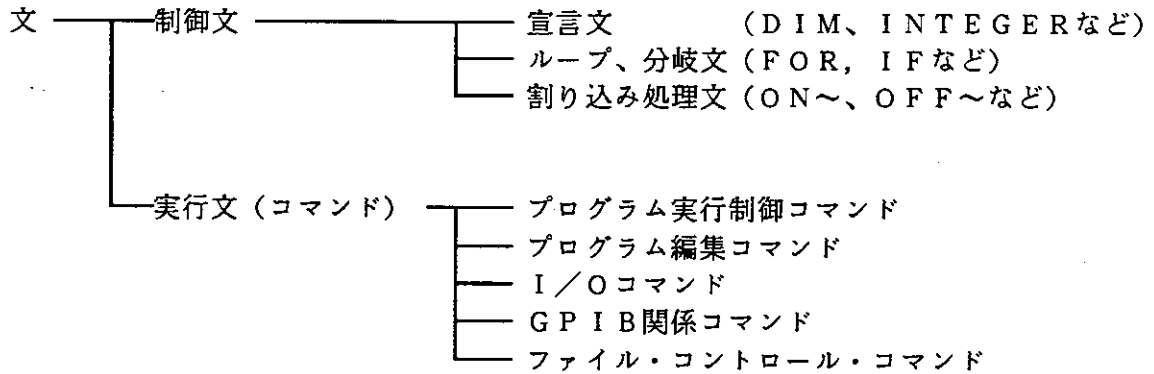 文 制御文 宣言文 (DIM、INTEGERなど)
ループ、分岐文(FOR, IFなど)
割り込み処理文(ON~、OFF~など)
実行文(コマンド) プログラム実行制御コマンド
プログラム編集コマンド
I/Oコマンド
GPIB関係コマンド
ファイル・コントロール・コマンド